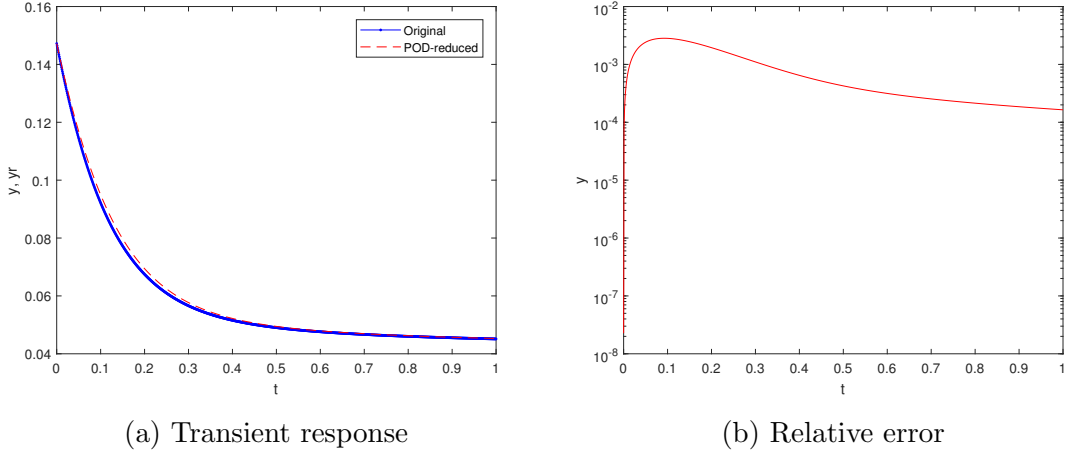 0.16
0.14
0.12
0.1
0.08
0.06
0.04
y, yr
0 0.1 0.2 0.3 0.4 0.5 0.6 0.7 0.8 0.9 1
t
Original
POD-reduced
(a) Transient response
10^-2
10^-3
10^-4
10^-5
10^-6
10^-7
10^-8
y
0 0.1 0.2 0.3 0.4 0.5 0.6 0.7 0.8 0.9 1
t
(b) Relative error